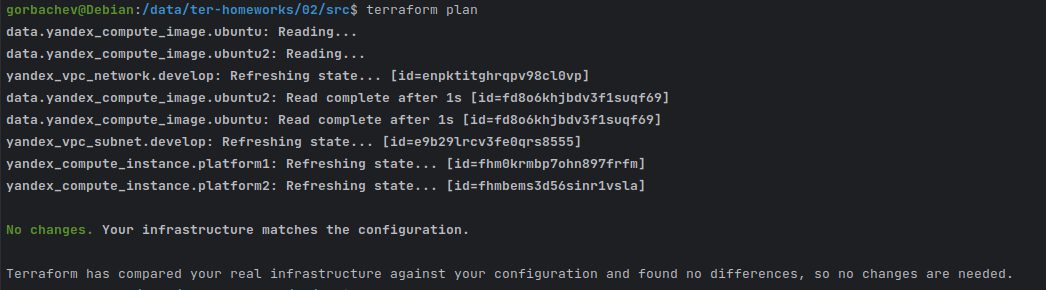 gorbachev@Debian:/data/ter-homeworks/02/src$ terraform plan
data.yandex_compute_image.ubuntu: Reading...
data.yandex_compute_image.ubuntu2: Reading...
yandex_vpc_network.develop: Refreshing state... [id=enpktitghrqpv98cl0vp]
data.yandex_compute_image.ubuntu2: Read complete after 1s [id=fd8o6khjbdv3f1suqf69]
data.yandex_compute_image.ubuntu: Read complete after 1s [id=fd8o6khjbdv3f1suqf69]
yandex_vpc_subnet.develop: Refreshing state... [id=e9b29lrcv3fe0qrs8555]
yandex_compute_instance.platform1: Refreshing state... [id=fhm0krmbp7ohn897frfm]
yandex_compute_instance.platform2: Refreshing state... [id=fhmbems3d56sinr1vsla]
No changes. Your infrastructure matches the configuration.
Terraform has compared your real infrastructure against your configuration and found no differences, so no changes are needed.